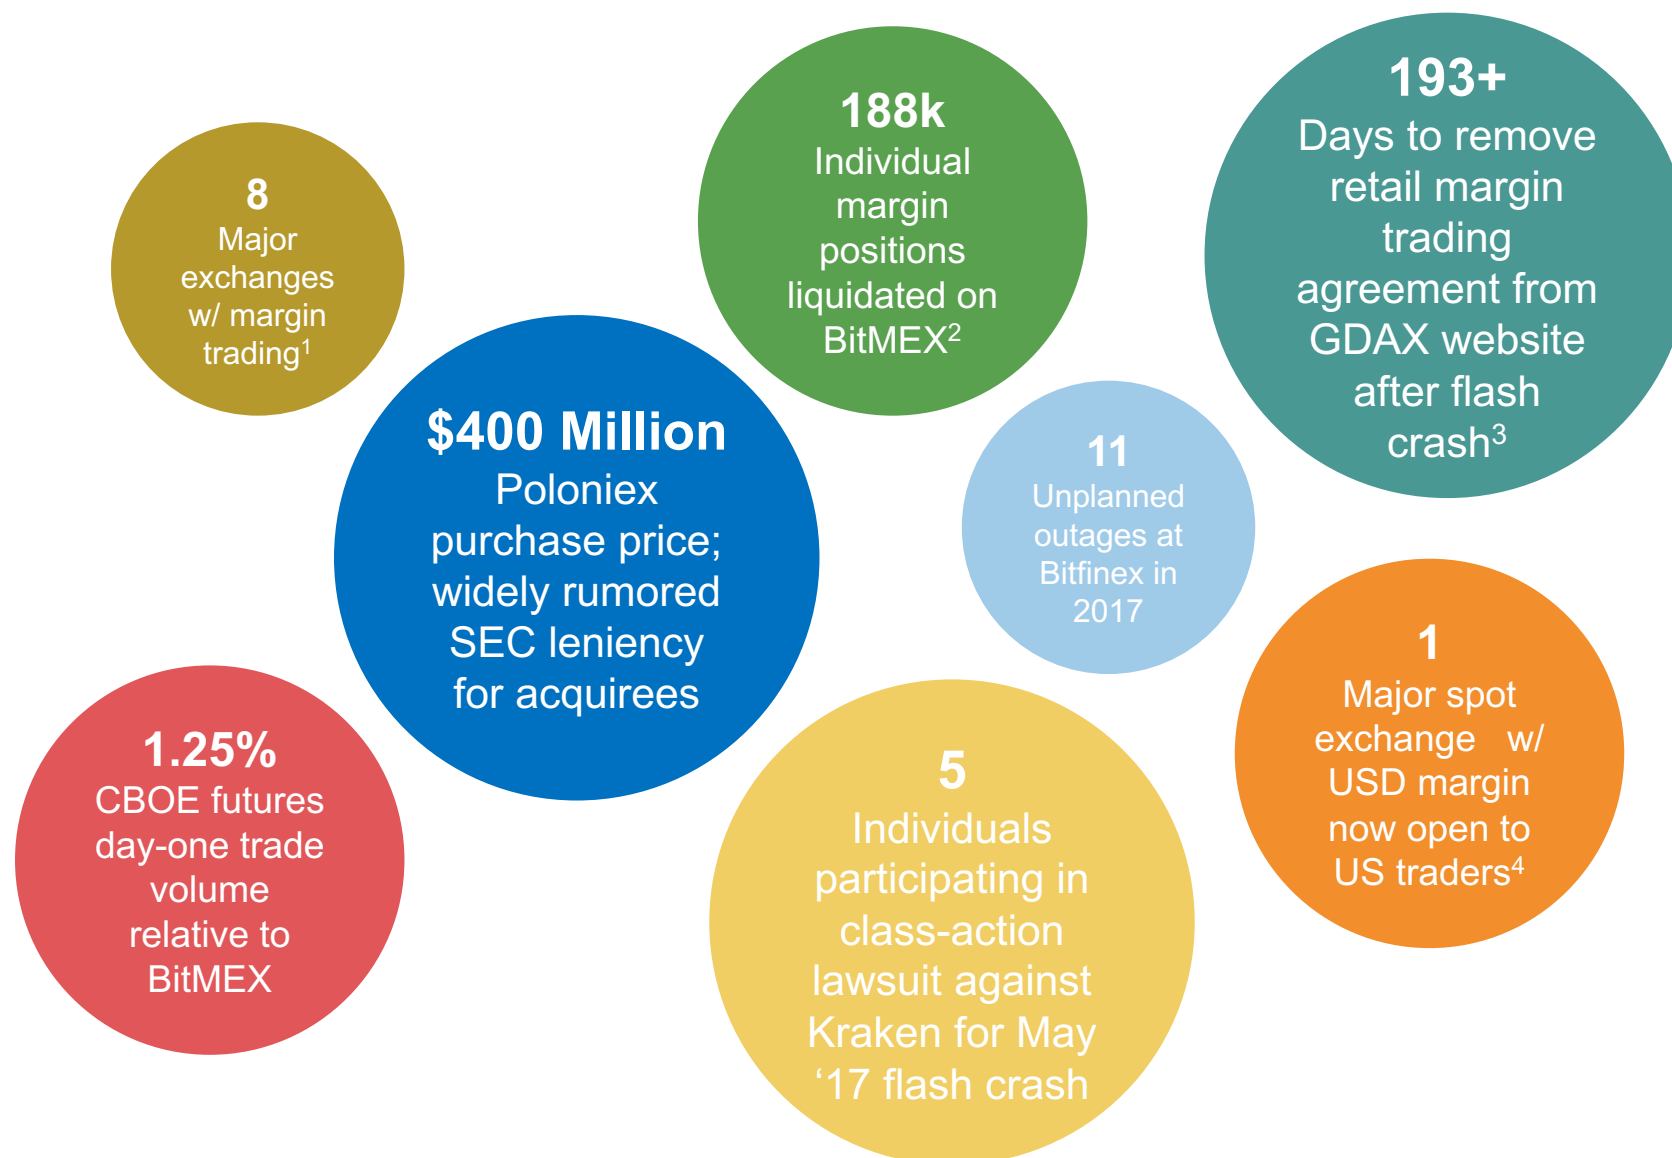 8
Major
exchanges
w/ margin
trading¹
188k
Individual
margin
positions
liquidated on
BitMEX²
193+
Days to remove
retail margin
trading
agreement from
GDAX website
after flash
crash³
$400 Million
Poloniex
purchase price;
widely rumored
SEC leniency
for acquirees
11
Unplanned
outages at
Bitfinex in
2017
1.25%
CBOE futures
day-one trade
volume
relative to
BitMEX
5
Individuals
participating in
class-action
lawsuit against
Kraken for May
‘17 flash crash
1
Major spot
exchange w/
USD margin
now open to
US traders⁴